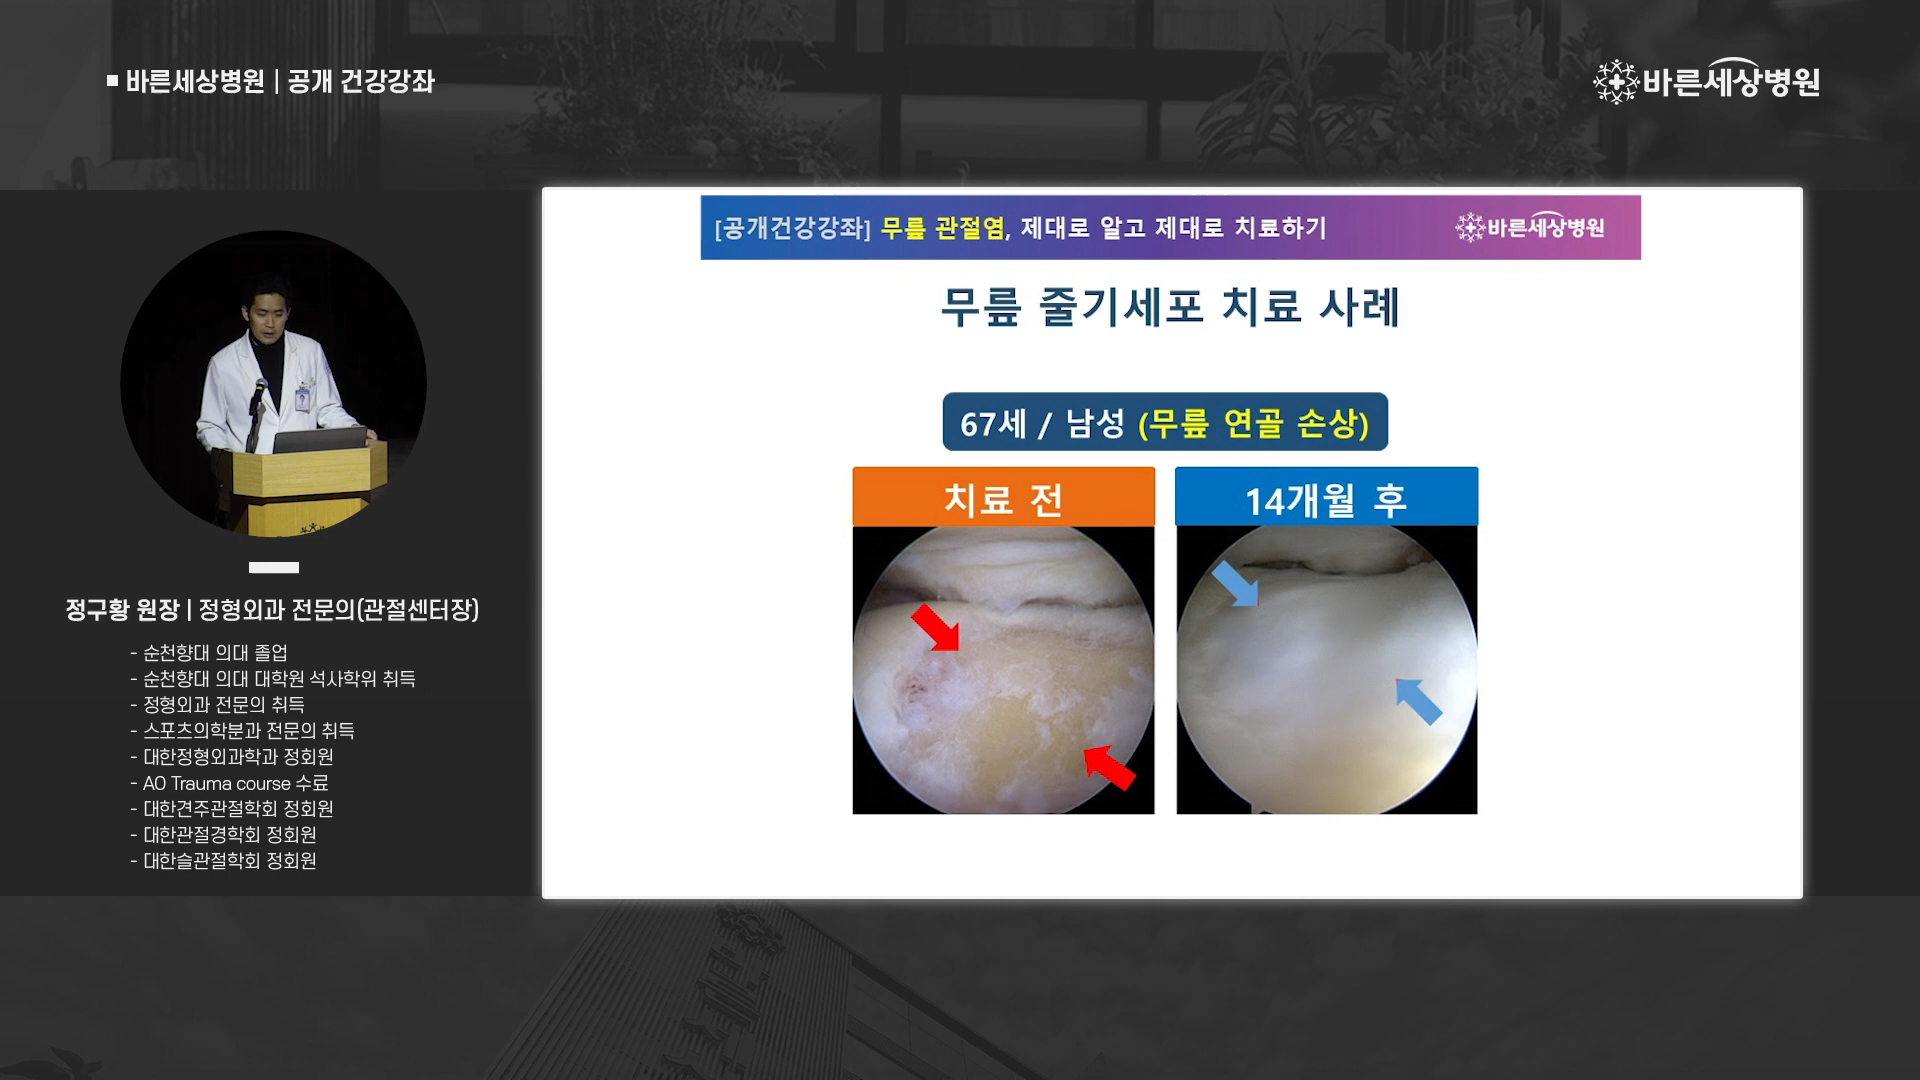 바른세상병원 | 공개 건강강좌
바른세상병원
[공개건강강좌] 무릎 관절염, 제대로 알고 제대로 치료하기
바른세상병원
무릎 줄기세포 치료 사례
67세 / 남성 (무릎 연골 손상)
치료 전
14개월 후
정구황 원장 | 정형외과 전문의(관절센터장)
- 순천향대 의대 졸업
- 순천향대 의대 대학원 석사학위 취득
- 정형외과 전문의 취득
- 스포츠의학분과 전문의 취득
- 대한정형외과학과 정회원
- AO Trauma course 수료
- 대한견주관절학회 정회원
- 대한관절경학회 정회원
- 대한슬관절학회 정회원